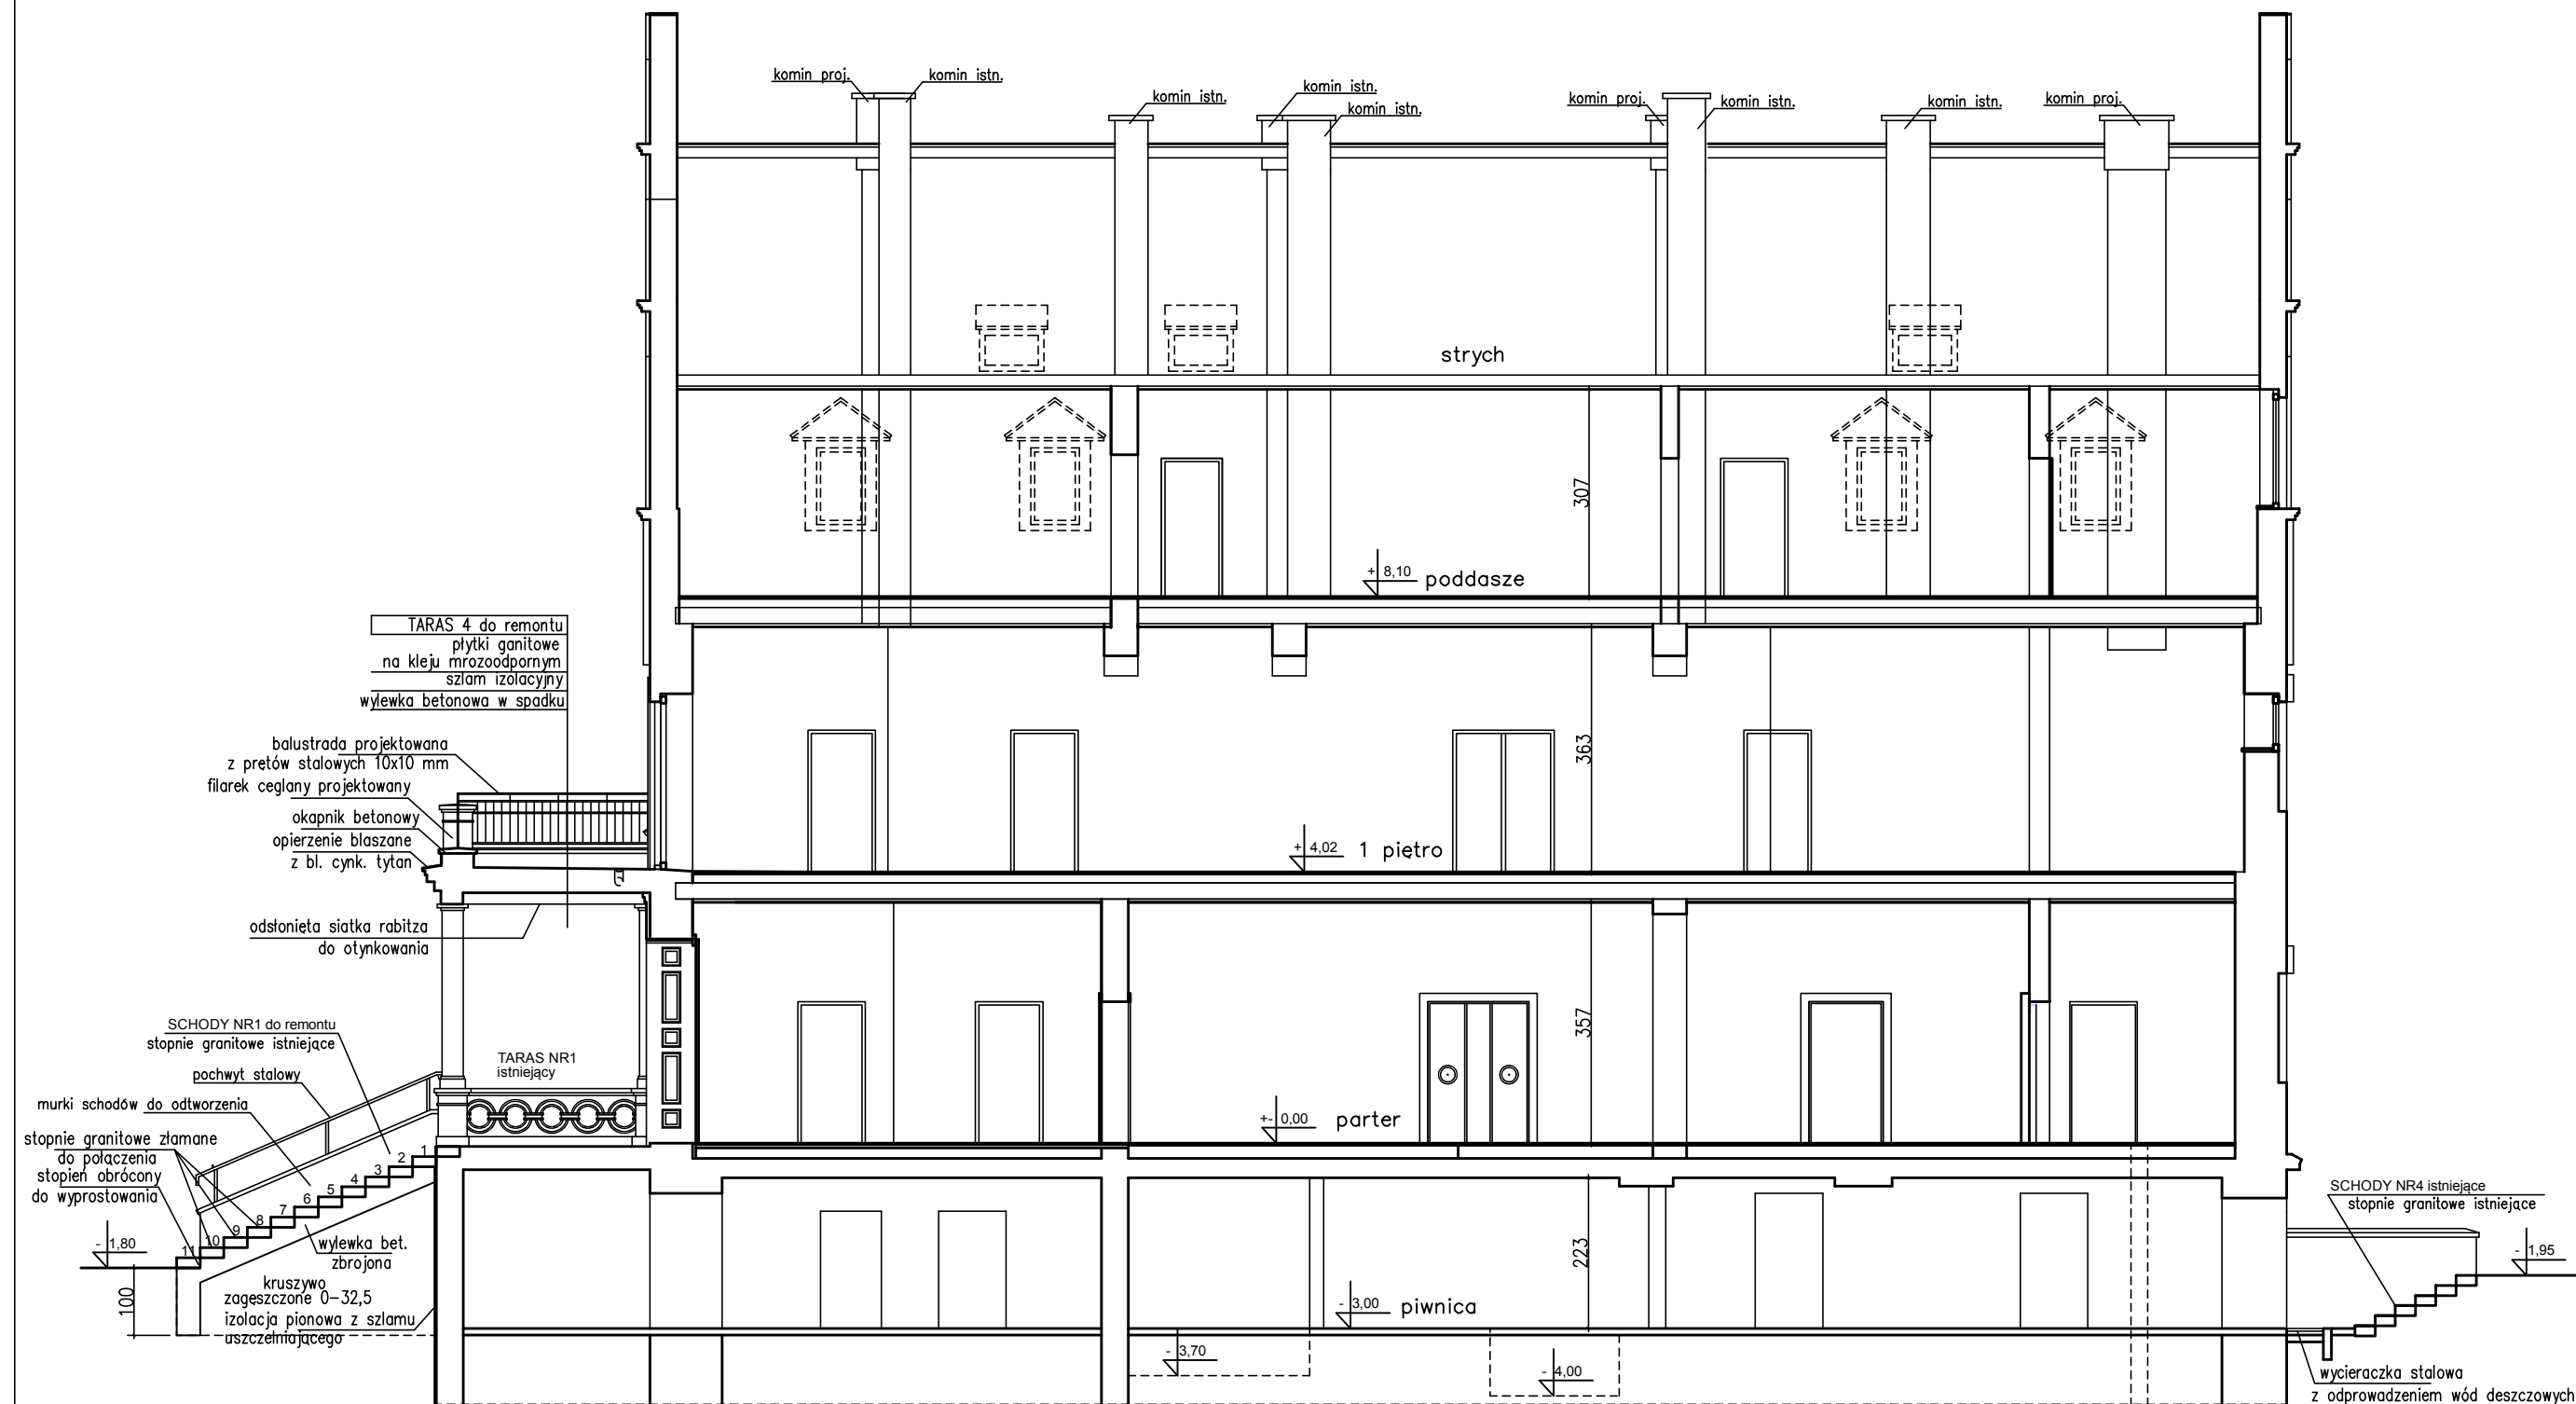 komin proj.
komin istn.
komin istn.
komin istn.
komin istn.
komin proj.
komin istn.
komin istn.
komin proj.
strych
307
+ 8,10
poddasze
TARAS 4 do remontu
płytki ganitowe
na kleju mrozoodpornym
szlam izolacyjny
wylewka betonowa w spadku
balustrada projektowana
z prętów stalowych 10x10 mm
filarek ceglany projektowany
okapnik betonowy
opierzenie blaszane
z bl. cynk. tytan
363
+ 4,02
1 piętro
odsłonięta siatka rabitza
do otynkowania
SCHODY NR1 do remontu
stopnie granitowe istniejące
TARAS NR1
istniejący
pochwyt stalowy
murki schodów do odtworzenia
stopnie granitowe złamane
do połączenia
stopień obrócony
do wyprostowania
357
+- 0,00
parter
1
2
3
4
5
6
7
8
9
10
11
- 1,80
100
wylewka bet.
zbrojona
kruszywo
zagęszczone 0-32,5
izolacja pionowa z szlamu
uszczelniającego
223
- 3,00
piwnica
- 3,70
- 4,00
SCHODY NR4 istniejące
stopnie granitowe istniejące
- 1,95
wycieraczka stalowa
z odprowadzeniem wód deszczowych